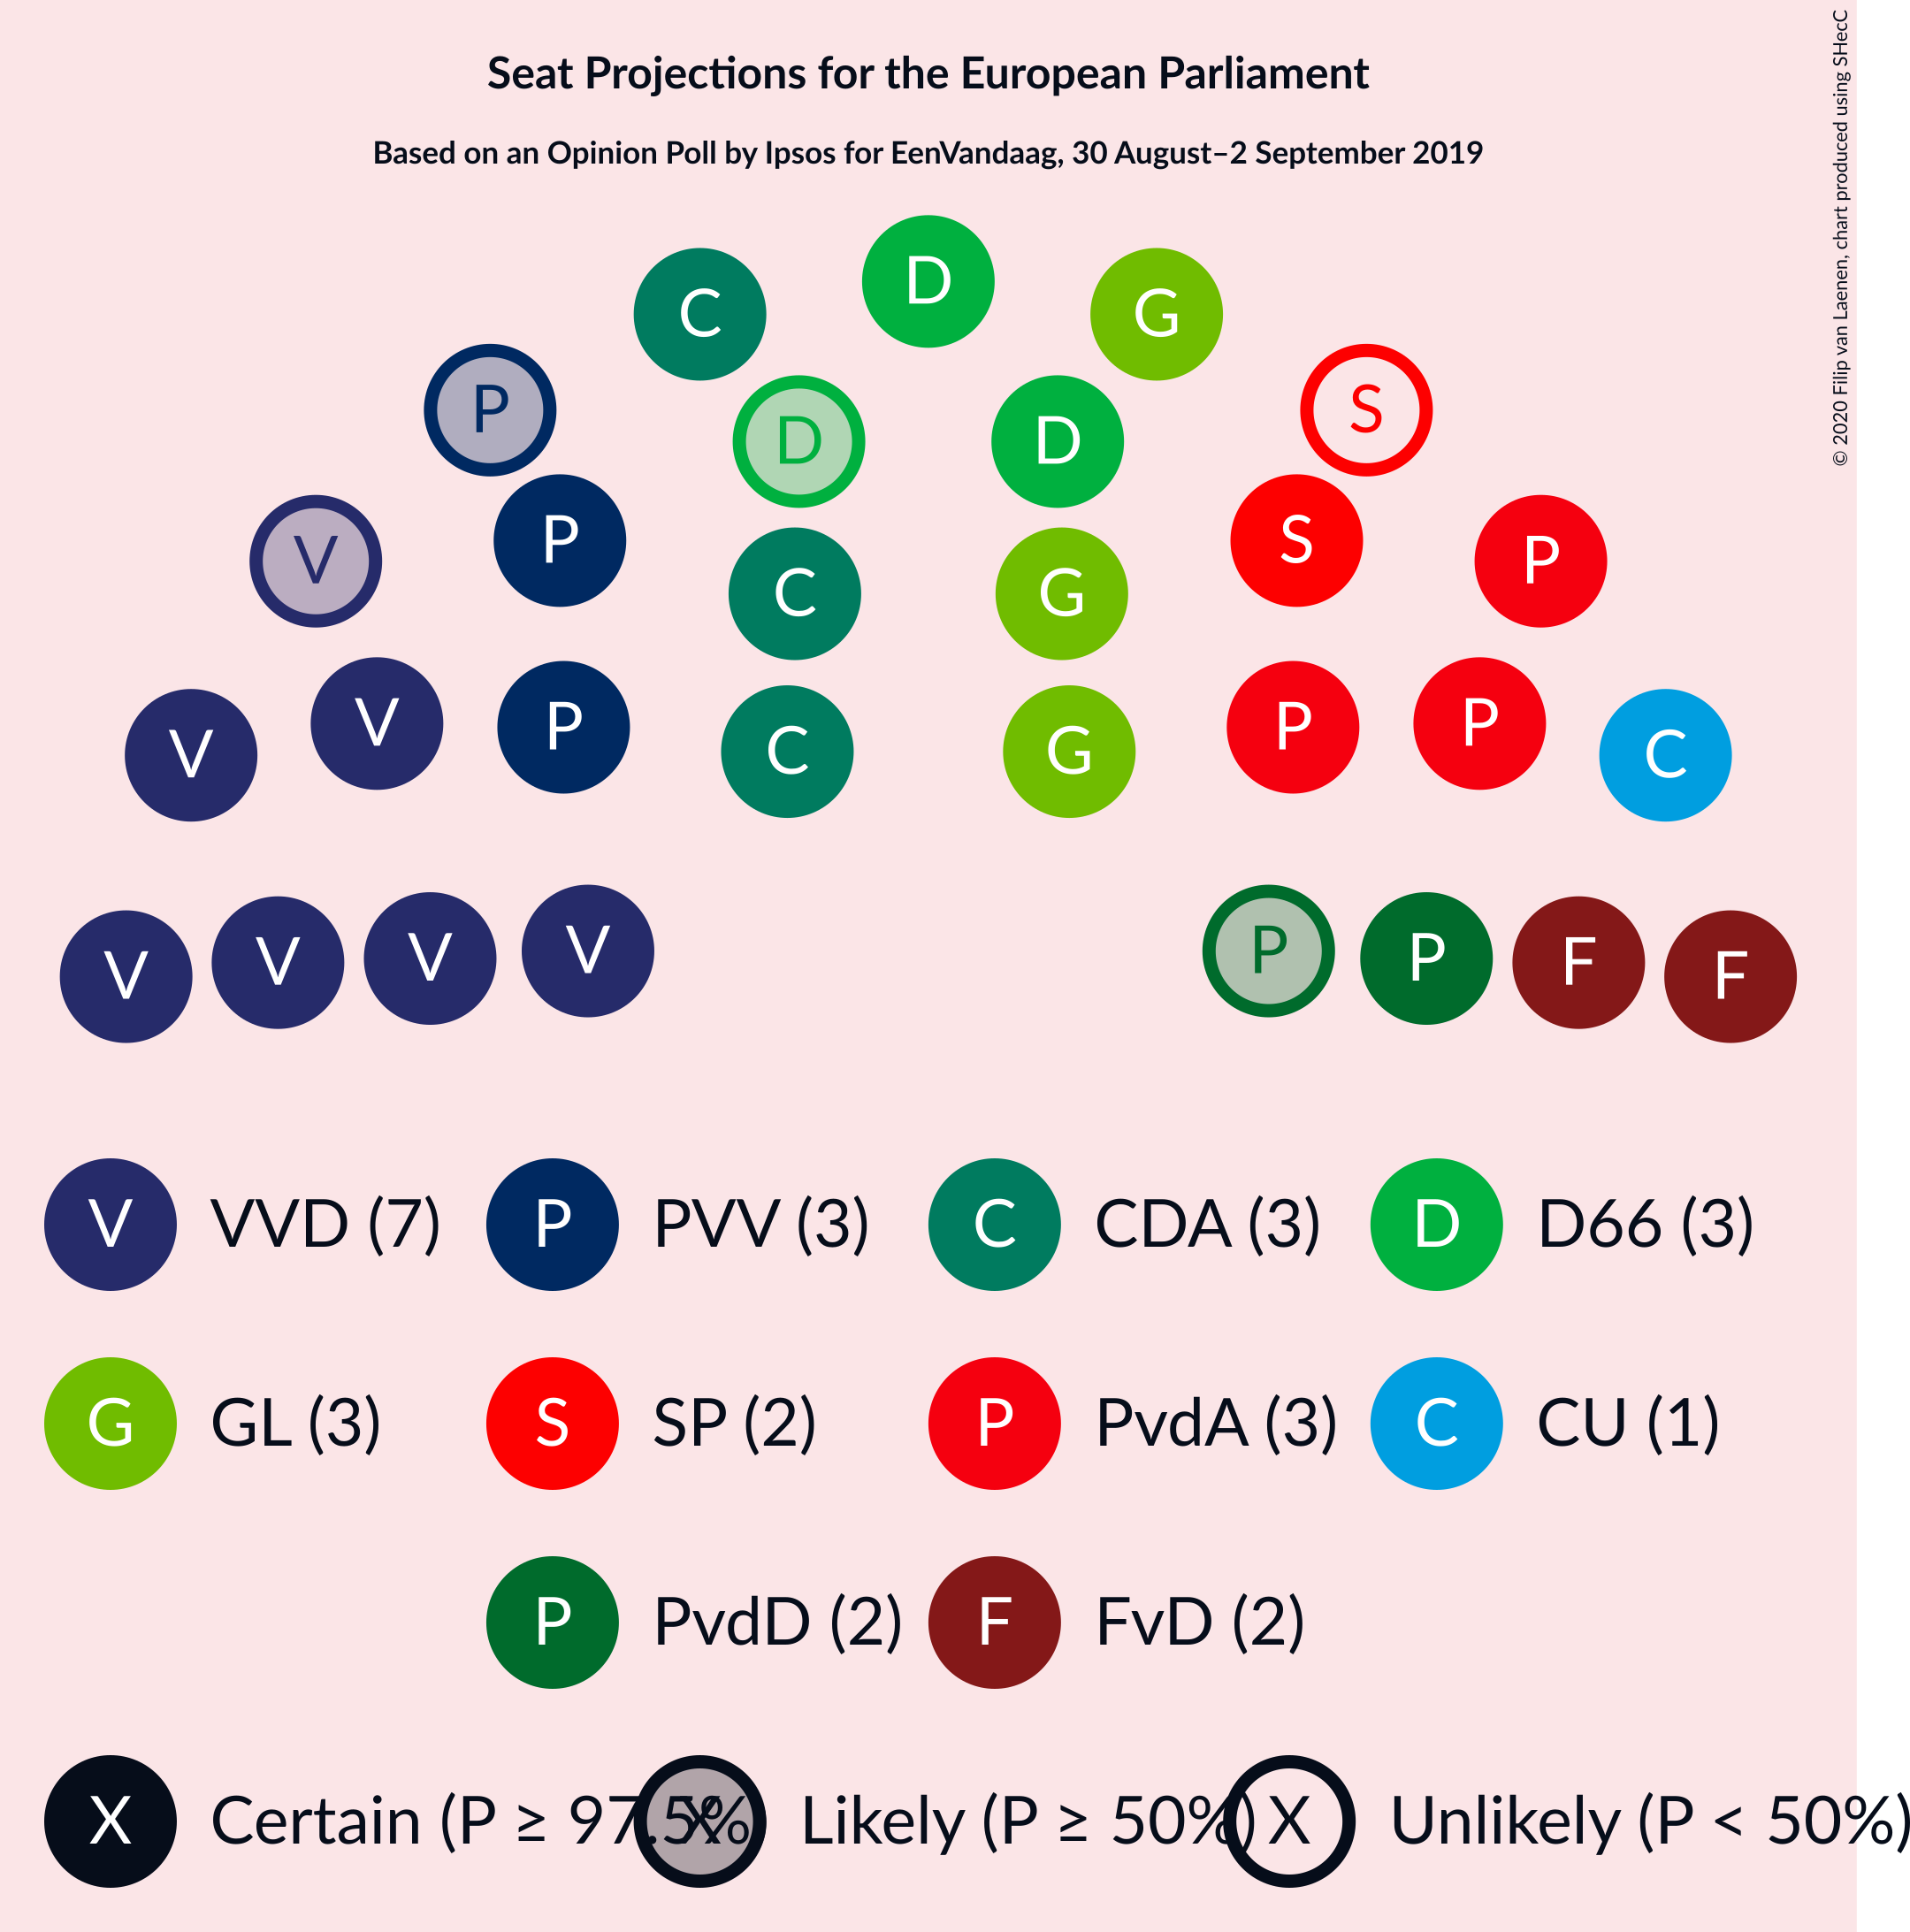 Seat Projections for the European Parliament
Based on an Opinion Poll by Ipsos for EenVandaag, 30 August–2 September 2019
© 2020 Filip van Laenen, chart produced using SHecC
D
C G
P S
D D
V P S P
C G
V V P C G P P C
V V V V P P F F
V VVD (7) P PVV (3) C CDA (3) D D66 (3)
G GL (3) S SP (2) P PvdA (3) C CU (1)
P PvdD (2) F FvD (2)
X Certain (P ≥ 97.5% X Likely (P ≥ 50%) X Unlikely (P < 50%)